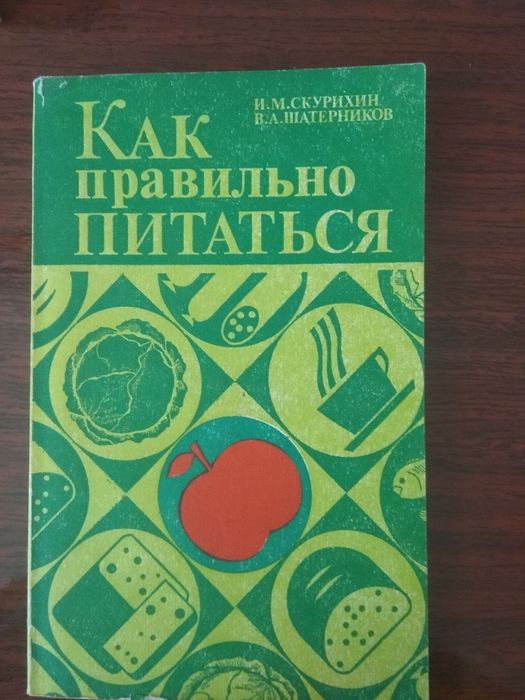 И.М.СКУРИХИН
В.А.ШАТЕРНИКОВ
КАК
правильно
ПИТАТЬСЯ